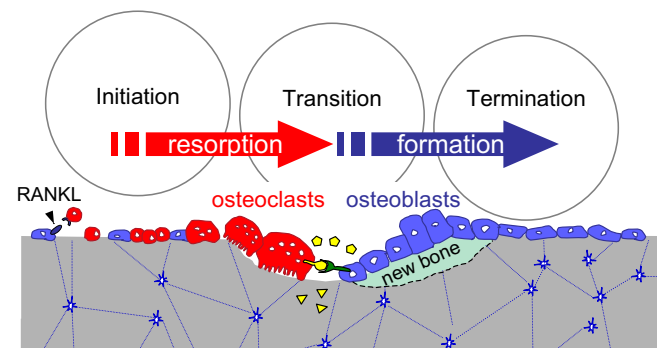 Initiation
Transition
Termination
resorption
formation
RANKL
osteoclasts
osteoblasts
new bone